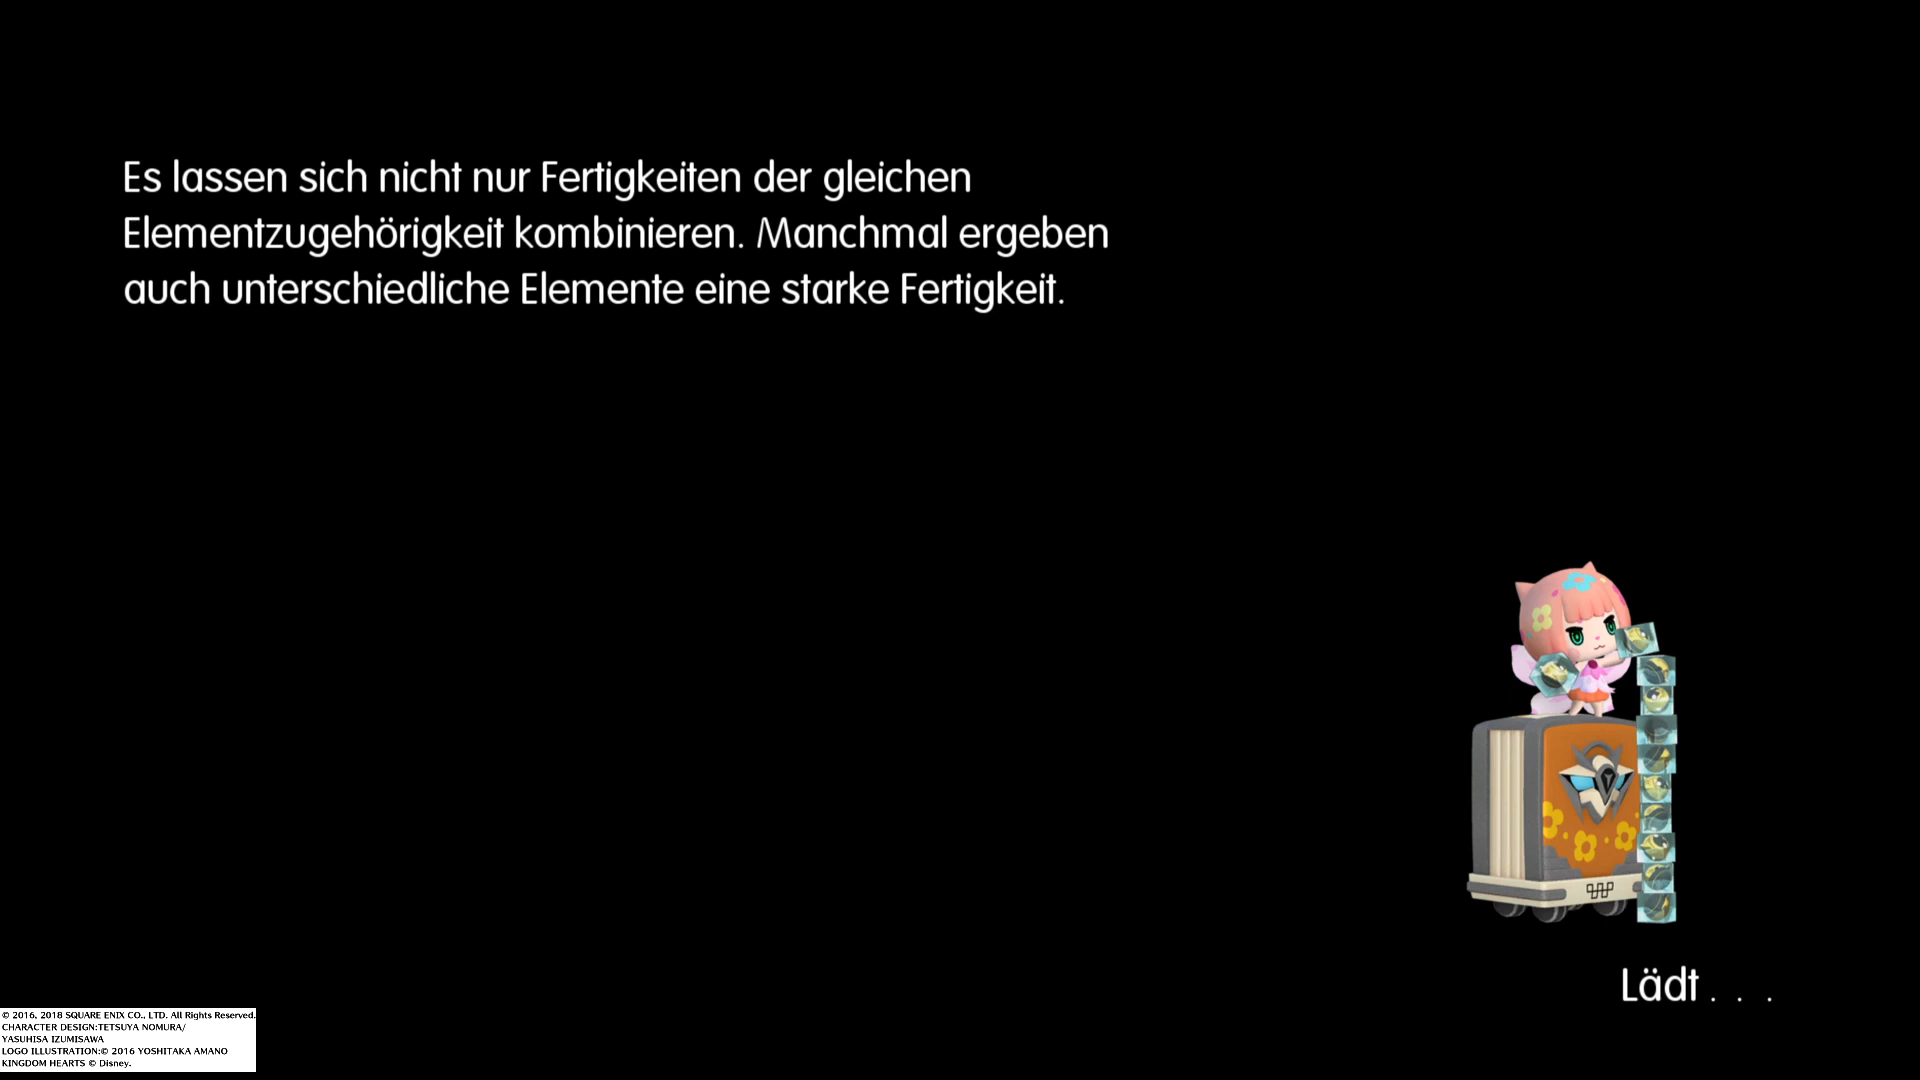 Es lassen sich nicht nur Fertigkeiten der gleichen
Elementzugehörigkeit kombinieren. Manchmal ergeben
auch unterschiedliche Elemente eine starke Fertigkeit.
Lädt . . .
© 2016, 2018 SQUARE ENIX CO., LTD. All Rights Reserved.
CHARACTER DESIGN:TETSUYA NOMURA/
YASUHISA IZUMISAWA
LOGO ILLUSTRATION:© 2016 YOSHITAKA AMANO
KINGDOM HEARTS © Disney.